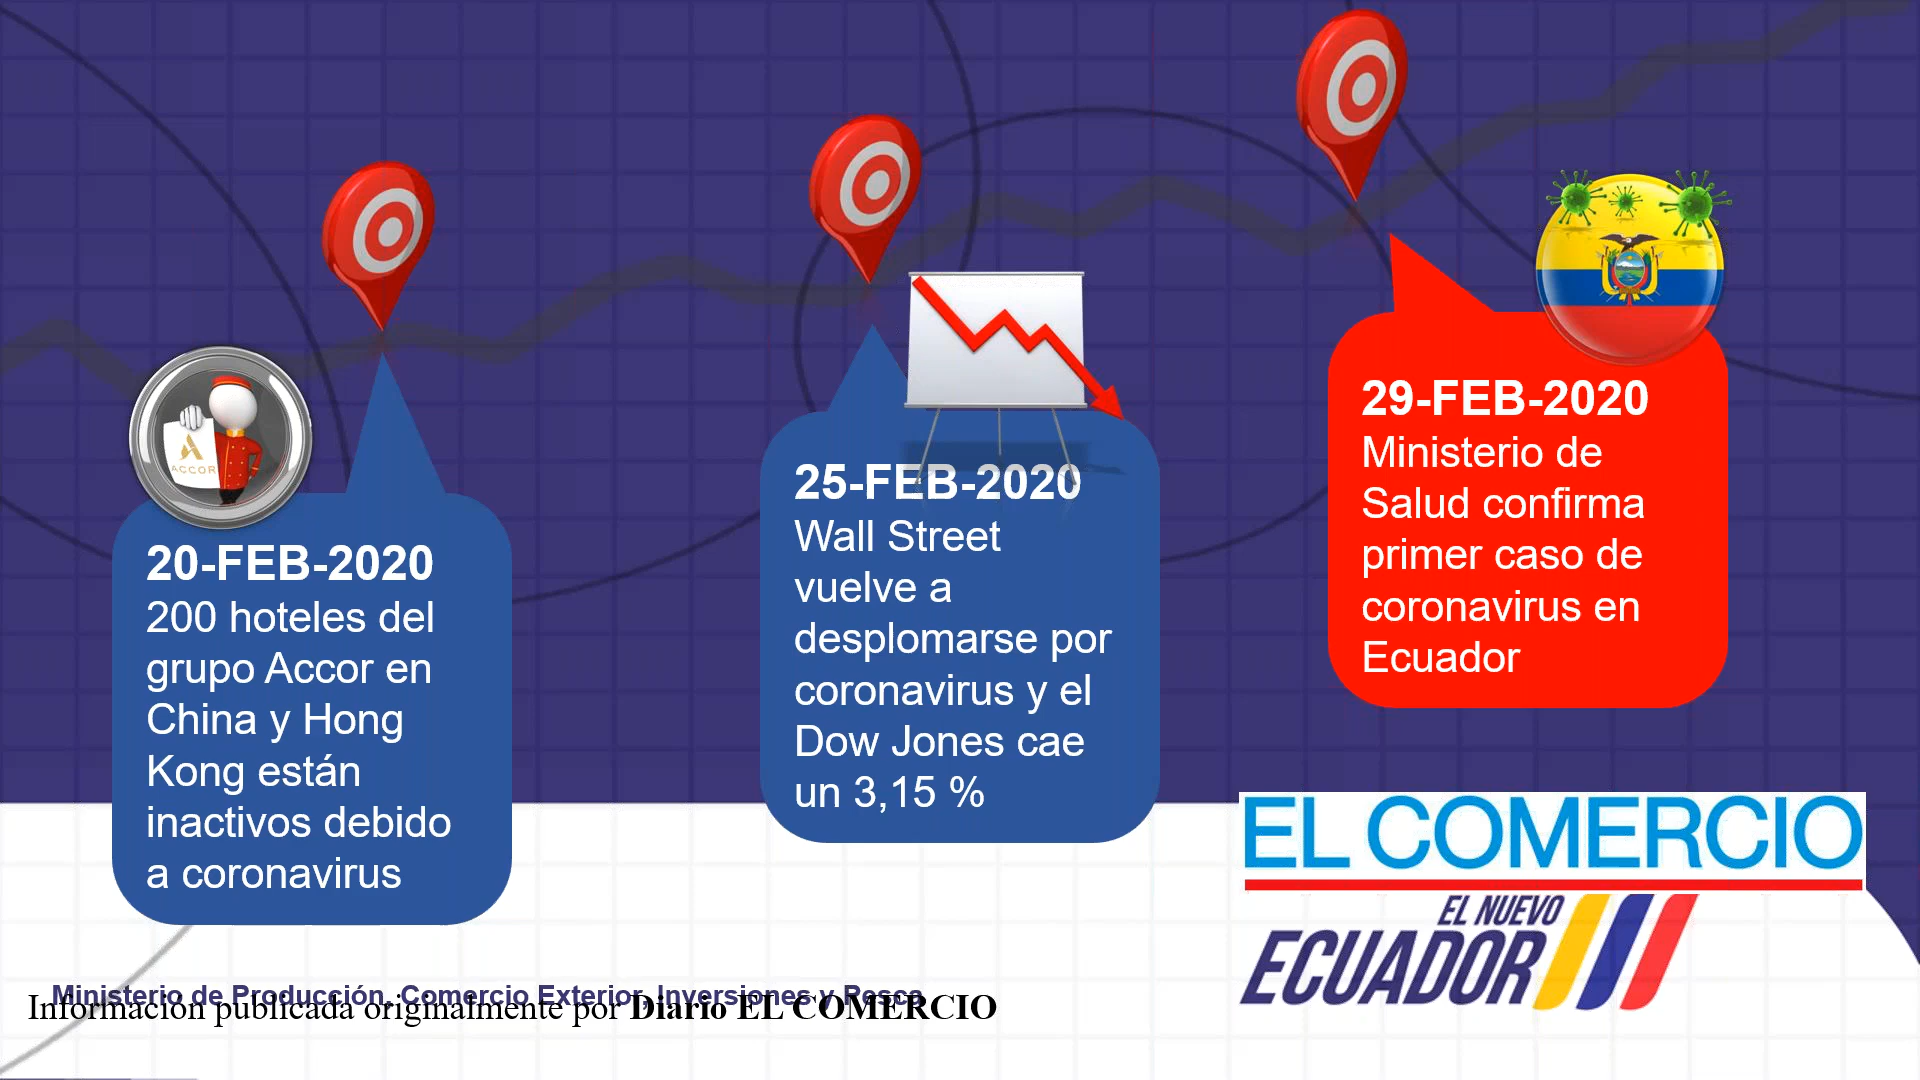 ACCOR
20-FEB-2020
200 hoteles del
grupo Accor en
China y Hong
Kong están
inactivos debido
a coronavirus
25-FEB-2020
Wall Street
vuelve a
desplomarse por
coronavirus y el
Dow Jones cae
un 3,15 %
29-FEB-2020
Ministerio de
Salud confirma
primer caso de
coronavirus en
Ecuador
EL COMERCIO
EL NUEVO
ECUADOR
Ministerio de Producción, Comercio Exterior, Inversiones y Pesca
Información publicada originalmente por Diario EL COMERCIO